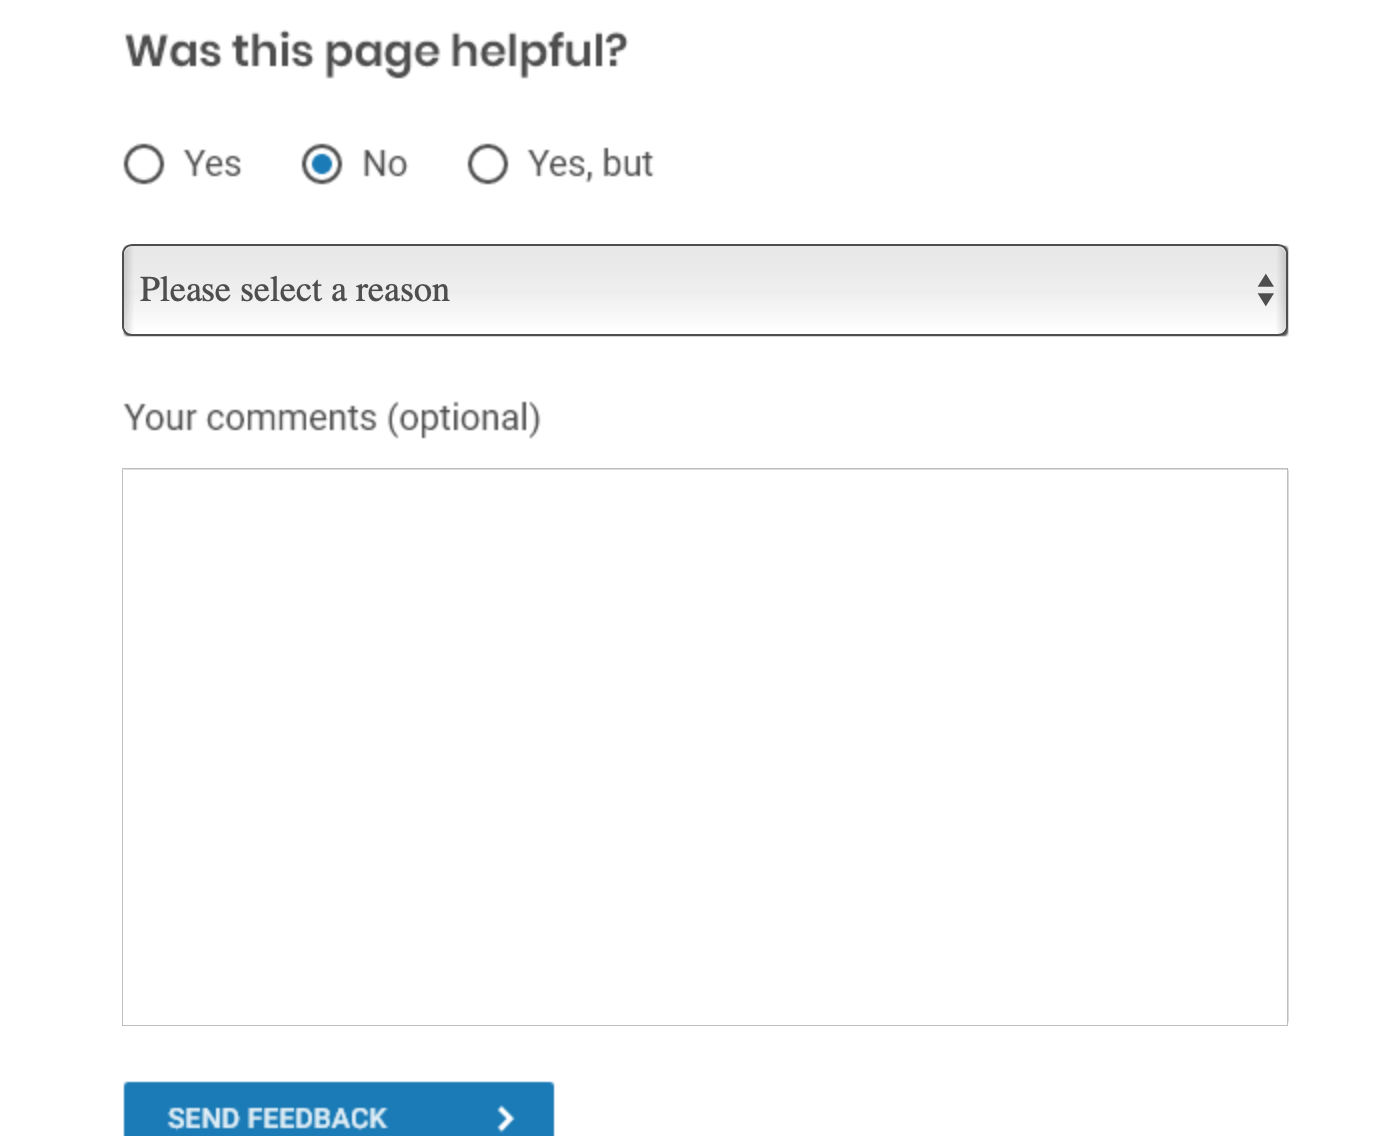 Was this page helpful?
Yes No Yes, but
Please select a reason
Your comments (optional)
SEND FEEDBACK